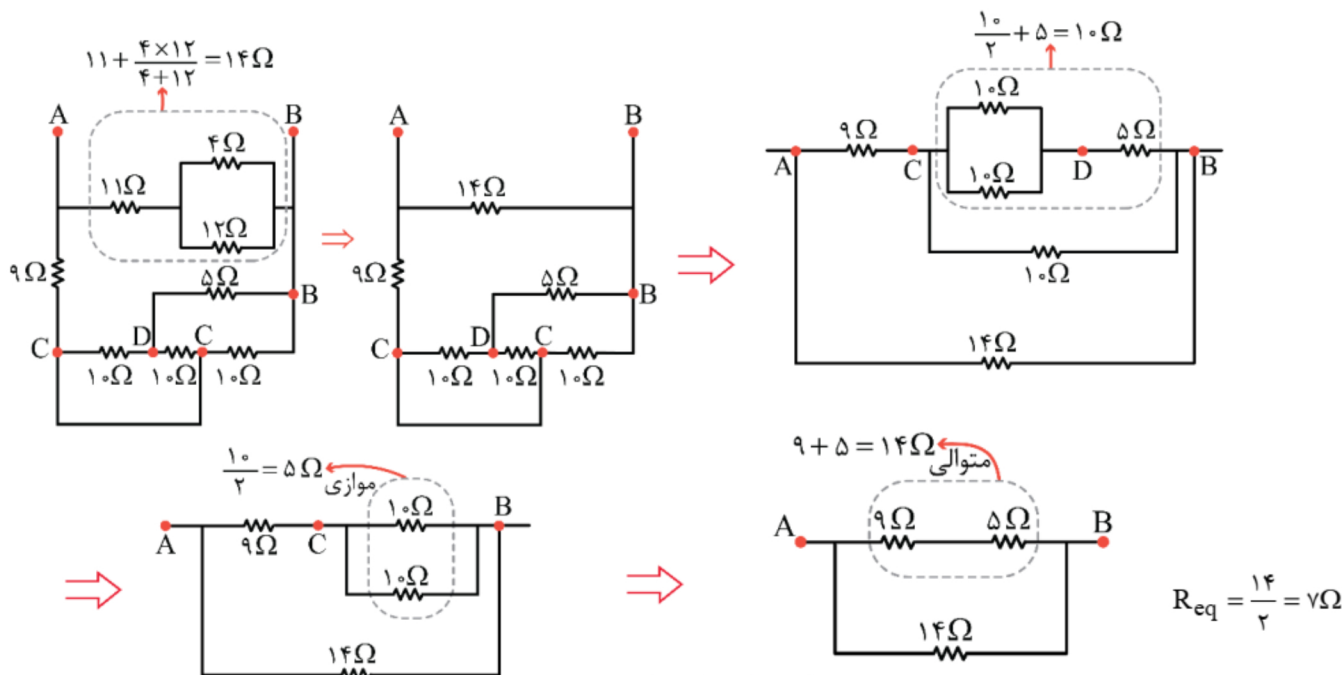 ۱۱ + (۴×۱۲)/(۴+۱۲) = ۱۴Ω
A
B
۴Ω
۱۱Ω
۱۲Ω
۹Ω
۵Ω
B
C
D
C
۱۰Ω
۱۰Ω
۱۰Ω
⇒
A
B
۱۴Ω
۹Ω
۵Ω
B
C
D
C
۱۰Ω
۱۰Ω
۱۰Ω
⇒
۱۰/۲ + ۵ = ۱۰Ω
۱۰Ω
۹Ω
۵Ω
A
C
۱۰Ω
D
B
۱۰Ω
۱۴Ω
⇒
۱۰/۲ = ۵Ω
موازی
۱۰Ω
B
A
۹Ω
C
۱۰Ω
۱۴Ω
⇒
۹ + ۵ = ۱۴Ω
متوالی
A
۹Ω
۵Ω
B
۱۴Ω
R_eq = ۱۴/۲ = ۷Ω